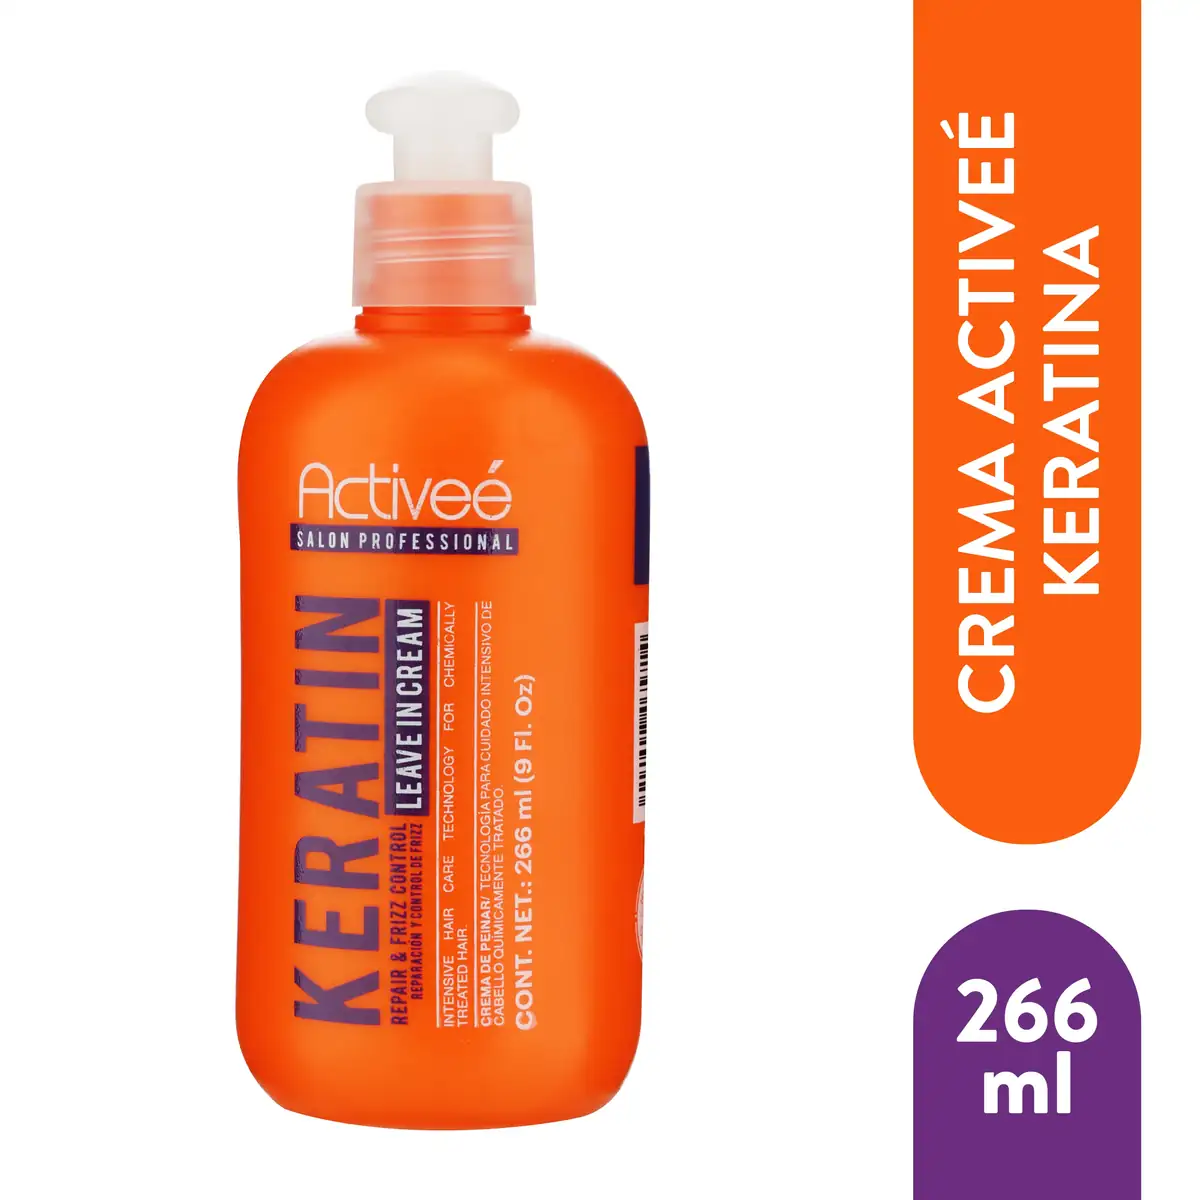 Activeé
SALON PROFESSIONAL
KERATIN
REPAIR & FRIZZ CONTROL
REPARACIÓN Y CONTROL DE FRIZZ
LEAVE IN CREAM
INTENSIVE HAIR CARE TECHNOLOGY FOR CHEMICALLY
TREATED HAIR.
CREMA DE PEINAR/ TECNOLOGÍA PARA CUIDADO INTENSIVO DE
CABELLO QUÍMICAMENTE TRATADO.
CONT. NET.: 266 ml (9 Fl. Oz)
CREMA ACTIVEÉ
KERATINA
266
ml